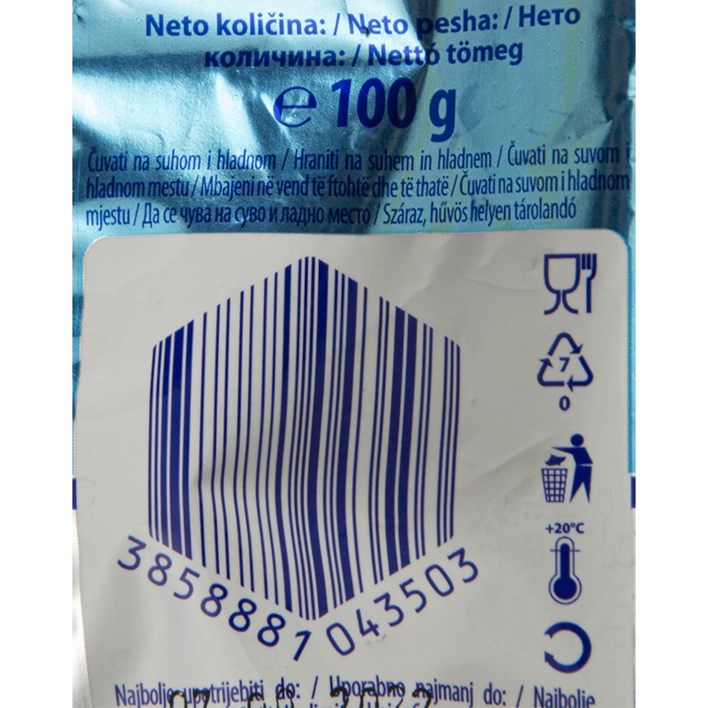 Neto količina: / Neto pesha: / Нето
количина: / Nettó tömeg
℮ 100 g
Čuvati na suhom i hladnom / Hraniti na suhem in hladnem / Čuvati na suvom i
hladnom mestu / Mbajeni në vend të ftohtë dhe të thatë / Čuvati na suvom i hladnom
mjestu / Да се чува на суво и ладно место / Száraz, hűvös helyen tárolandó
7
0
+20°C
3858881 043503
Najbolje upotrijebiti do: / Uporabno najmanj do: / Najbolje